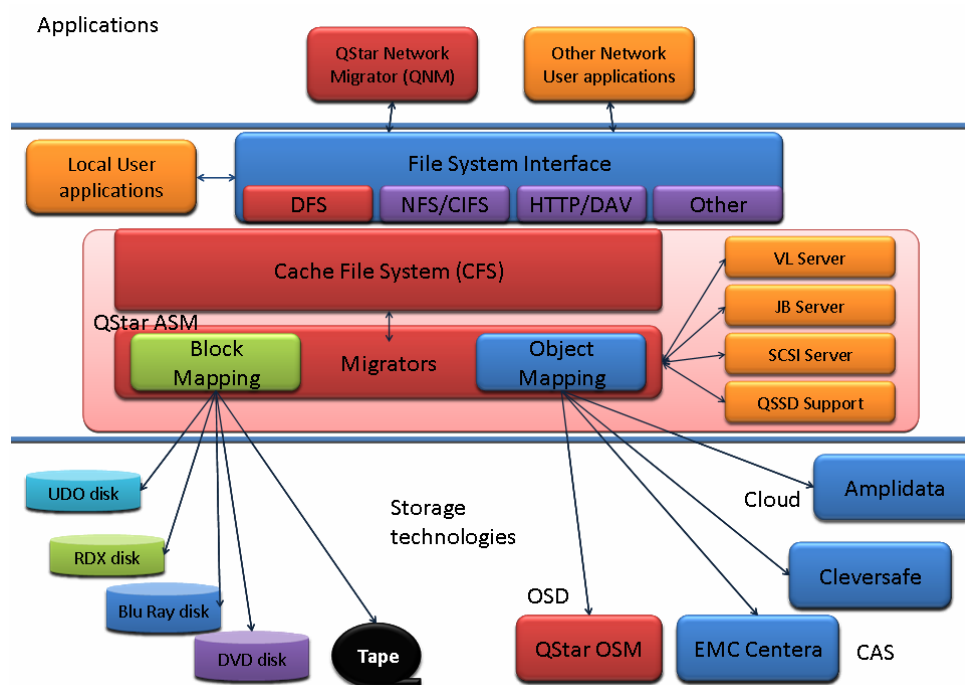 Applications
QStar Network
Migrator (QNM)
Other Network
User applications
Local User
applications
File System Interface
DFS
NFS/CIFS
HTTP/DAV
Other
Cache File System (CFS)
VL Server
JB Server
SCSI Server
QSSD Support
QStar ASM
Block
Mapping
Migrators
Object
Mapping
UDO disk
RDX disk
Blu Ray disk
DVD disk
Tape
Storage
technologies
Cloud
Amplidata
Cleversafe
OSD
QStar OSM
EMC Centera
CAS